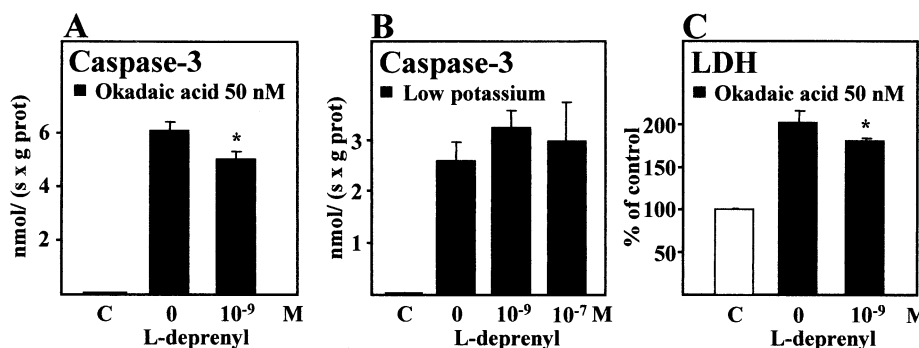 A
Caspase-3
Okadaic acid 50 nM
nmol/ (s x g prot)
6
4
2
*
C 0 10⁻⁹ M
L-deprenyl
B
Caspase-3
Low potassium
nmol/ (s x g prot)
3
2
1
C 0 10⁻⁹ 10⁻⁷ M
L-deprenyl
C
LDH
Okadaic acid 50 nM
% of control
200
150
100
50
*
C 0 10⁻⁹ M
L-deprenyl